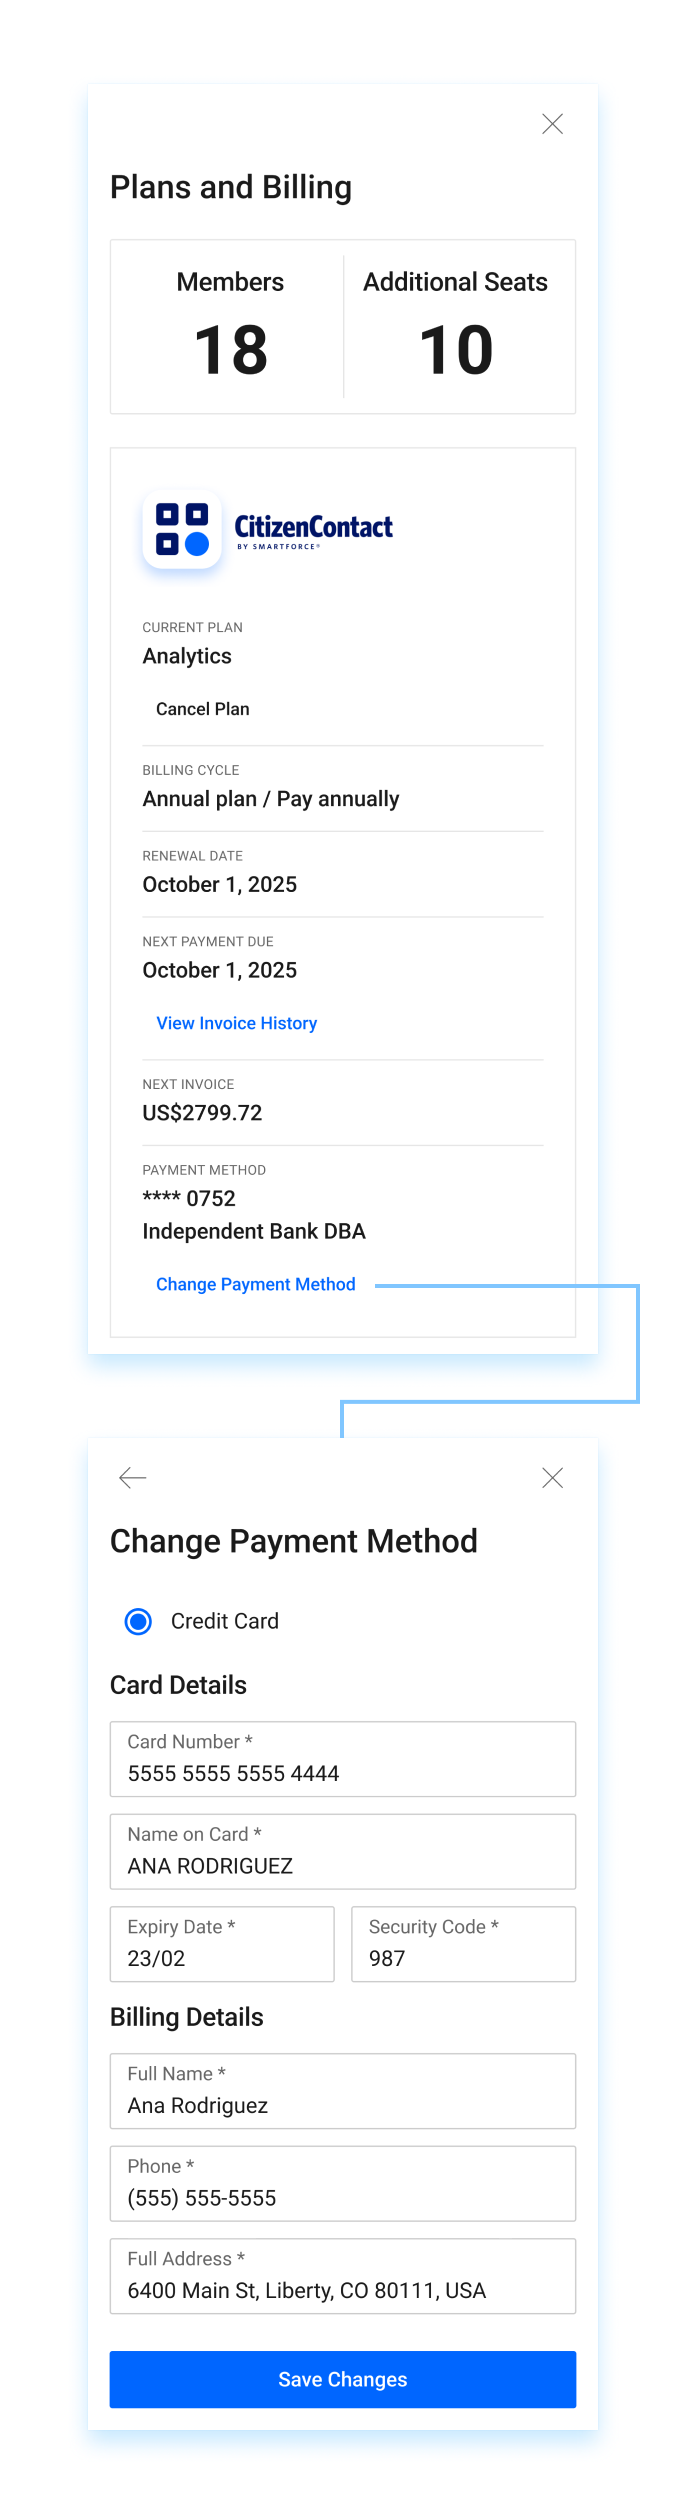 Plans and Billing
Members
Additional Seats
18
10
CitizenContact
BY SMARTFORCE®
CURRENT PLAN
Analytics
Cancel Plan
BILLING CYCLE
Annual plan / Pay annually
RENEWAL DATE
October 1, 2025
NEXT PAYMENT DUE
October 1, 2025
View Invoice History
NEXT INVOICE
US$2799.72
PAYMENT METHOD
**** 0752
Independent Bank DBA
Change Payment Method
Change Payment Method
Credit Card
Card Details
Card Number *
5555 5555 5555 4444
Name on Card *
ANA RODRIGUEZ
Expiry Date *
23/02
Security Code *
987
Billing Details
Full Name *
Ana Rodriguez
Phone *
(555) 555-5555
Full Address *
6400 Main St, Liberty, CO 80111, USA
Save Changes